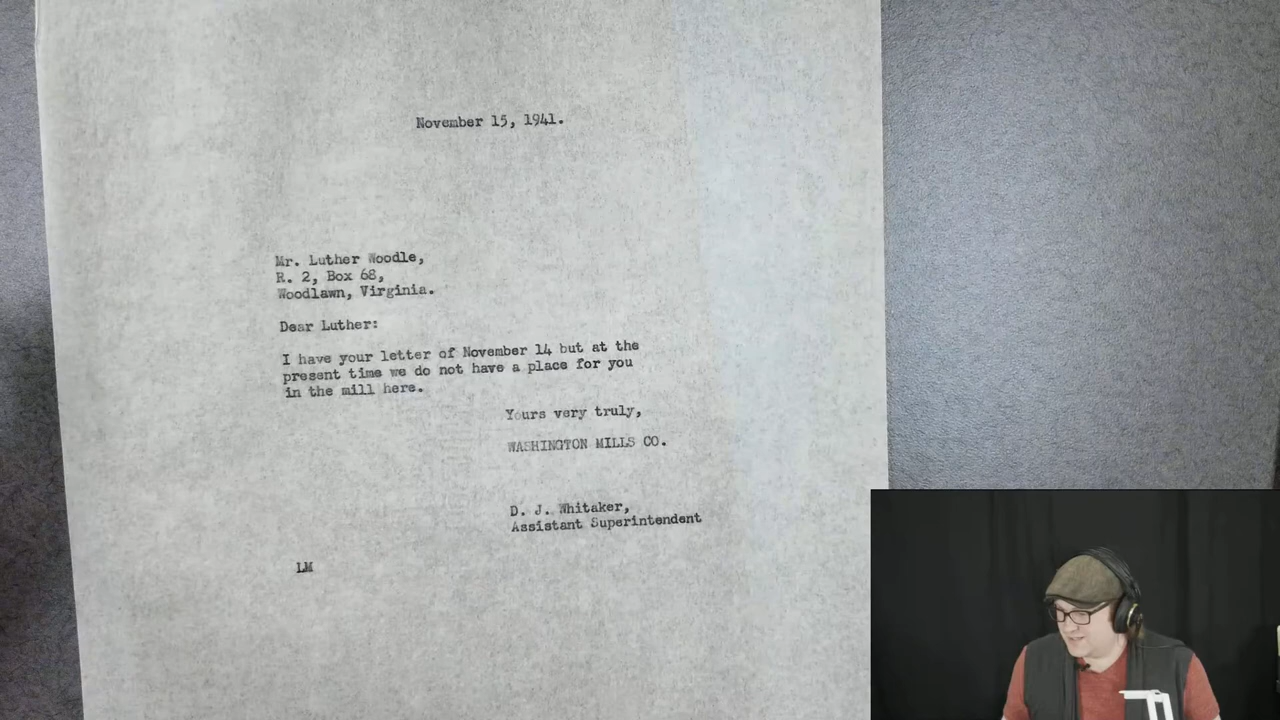 November 15, 1941.
Mr. Luther Woodle,
R. 2, Box 68,
Woodlawn, Virginia.
Dear Luther:
I have your letter of November 14 but at the
present time we do not have a place for you
in the mill here.
Yours very truly,
WASHINGTON MILLS CO.
D. J. Whitaker,
Assistant Superintendent
LM